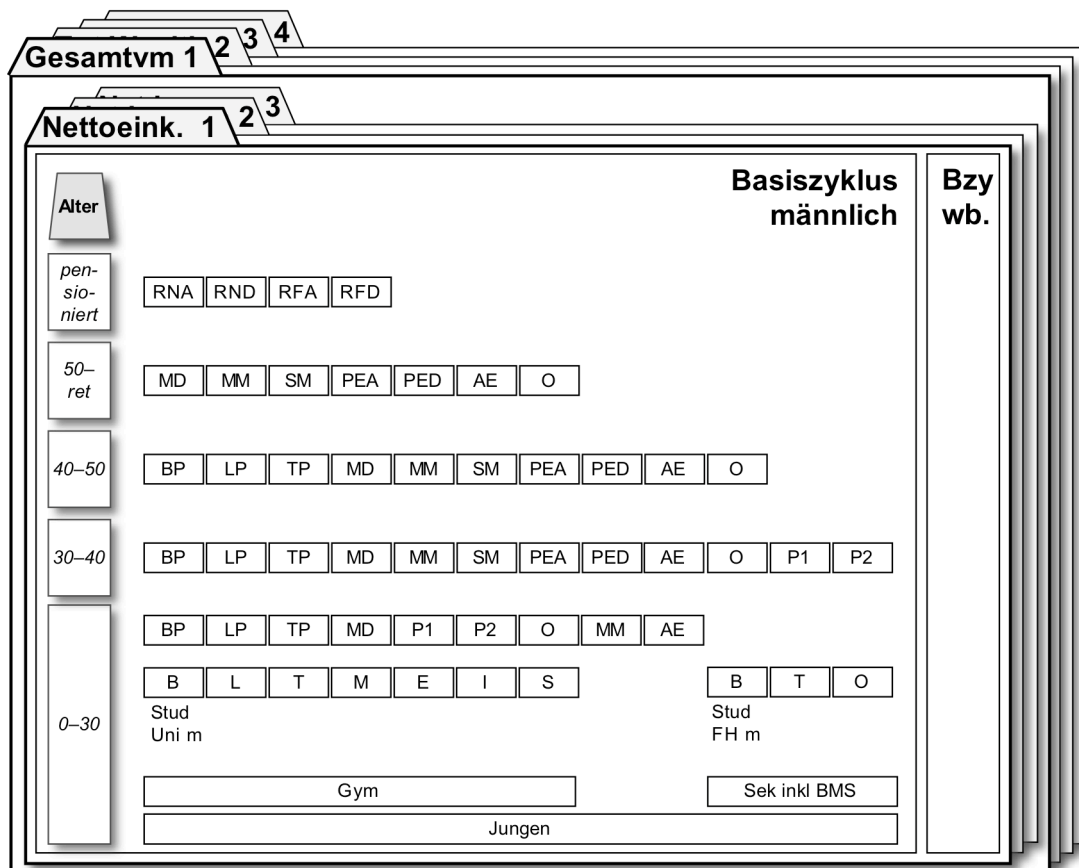 4
3
2
Gesamtvm 1
3
2
Nettoeink. 1
Basiszyklus
männlich
Bzy
wb.
Alter
pen-
sio-
niert
RNA RND RFA RFD
50–
ret
MD MM SM PEA PED AE O
40–50
BP LP TP MD MM SM PEA PED AE O
30–40
BP LP TP MD MM SM PEA PED AE O P1 P2
BP LP TP MD P1 P2 O MM AE
B L T M E I S
B T O
0–30
Stud
Uni m
Stud
FH m
Gym
Sek inkl BMS
Jungen